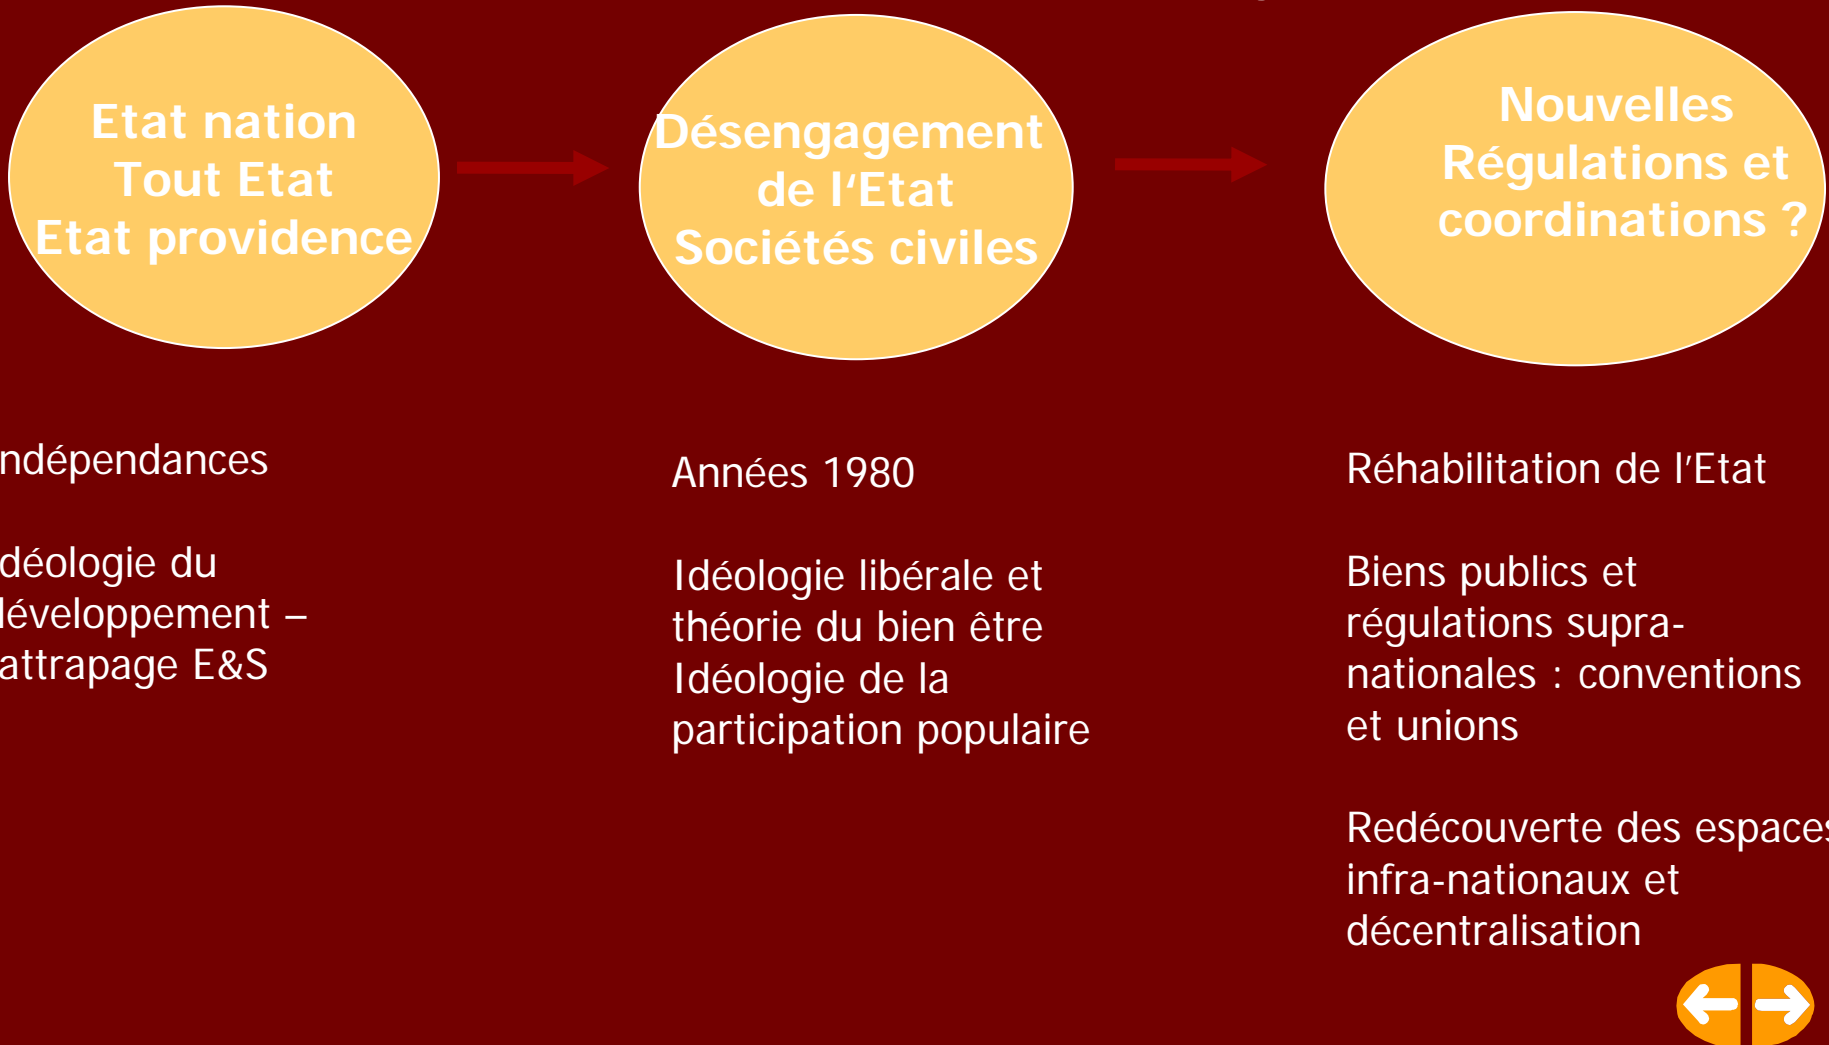 Etat nation
Tout Etat
Etat providence
Désengagement
de l‘Etat
Sociétés civiles
Nouvelles
Régulations et
coordinations ?
ndépendances
déologie du
développement –
attrapage E&S
Années 1980
Idéologie libérale et
théorie du bien être
Idéologie de la
participation populaire
Réhabilitation de l’Etat
Biens publics et
régulations supra-
nationales : conventions
et unions
Redécouverte des espaces
infra-nationaux et
décentralisation